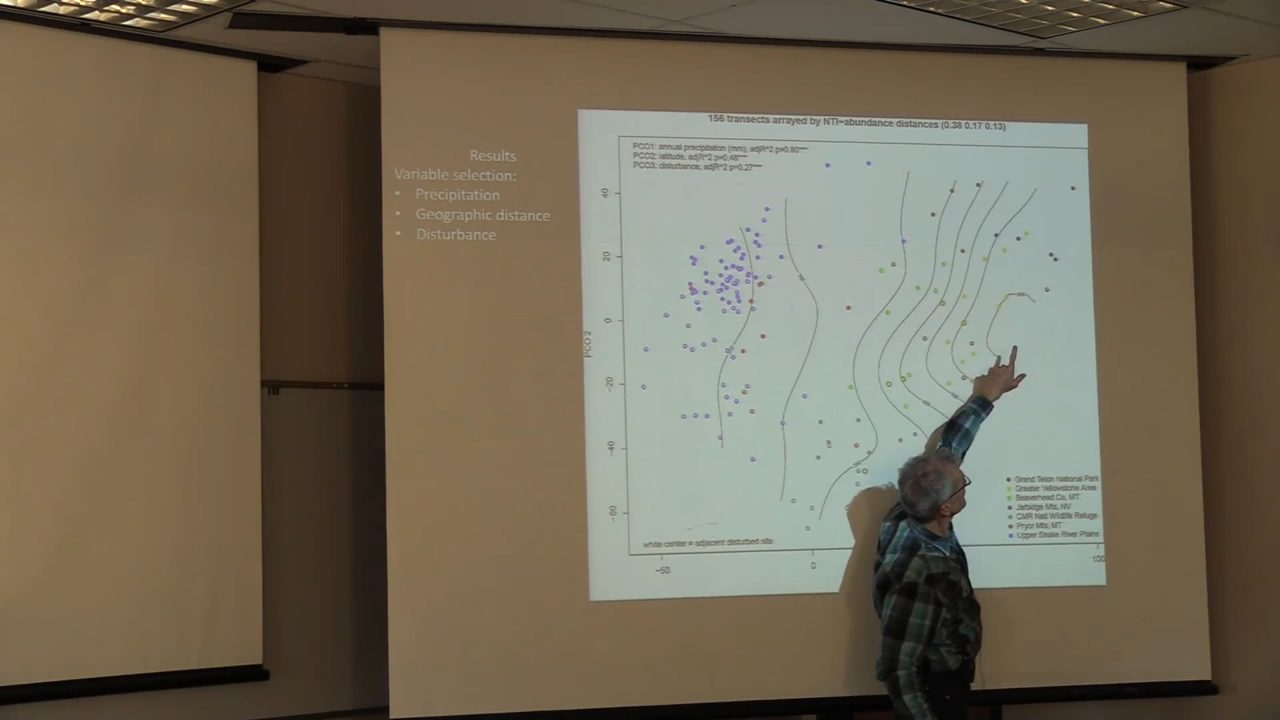 156 transects arrayed by NTI-abundance distances (0.38 0.17 0.13)
Results
Variable selection:
• Precipitation
• Geographic distance
• Disturbance
PCO1: annual precipitation (mm), adjR^2 p=0.80***
PCO2: latitude, adjR^2 p=0.48***
PCO3: disturbance, adjR^2 p=0.27***
40
20
0
-20
-40
-60
PCO 2
Grand Teton National Park
Greater Yellowstone Area
Beaverhead Co, MT
Jarbidge Mts, NV
CMR Natl Wildlife Refuge
Pryor Mts, MT
Upper Snake River Plains
white center = adjacent disturbed site
-50
0
100